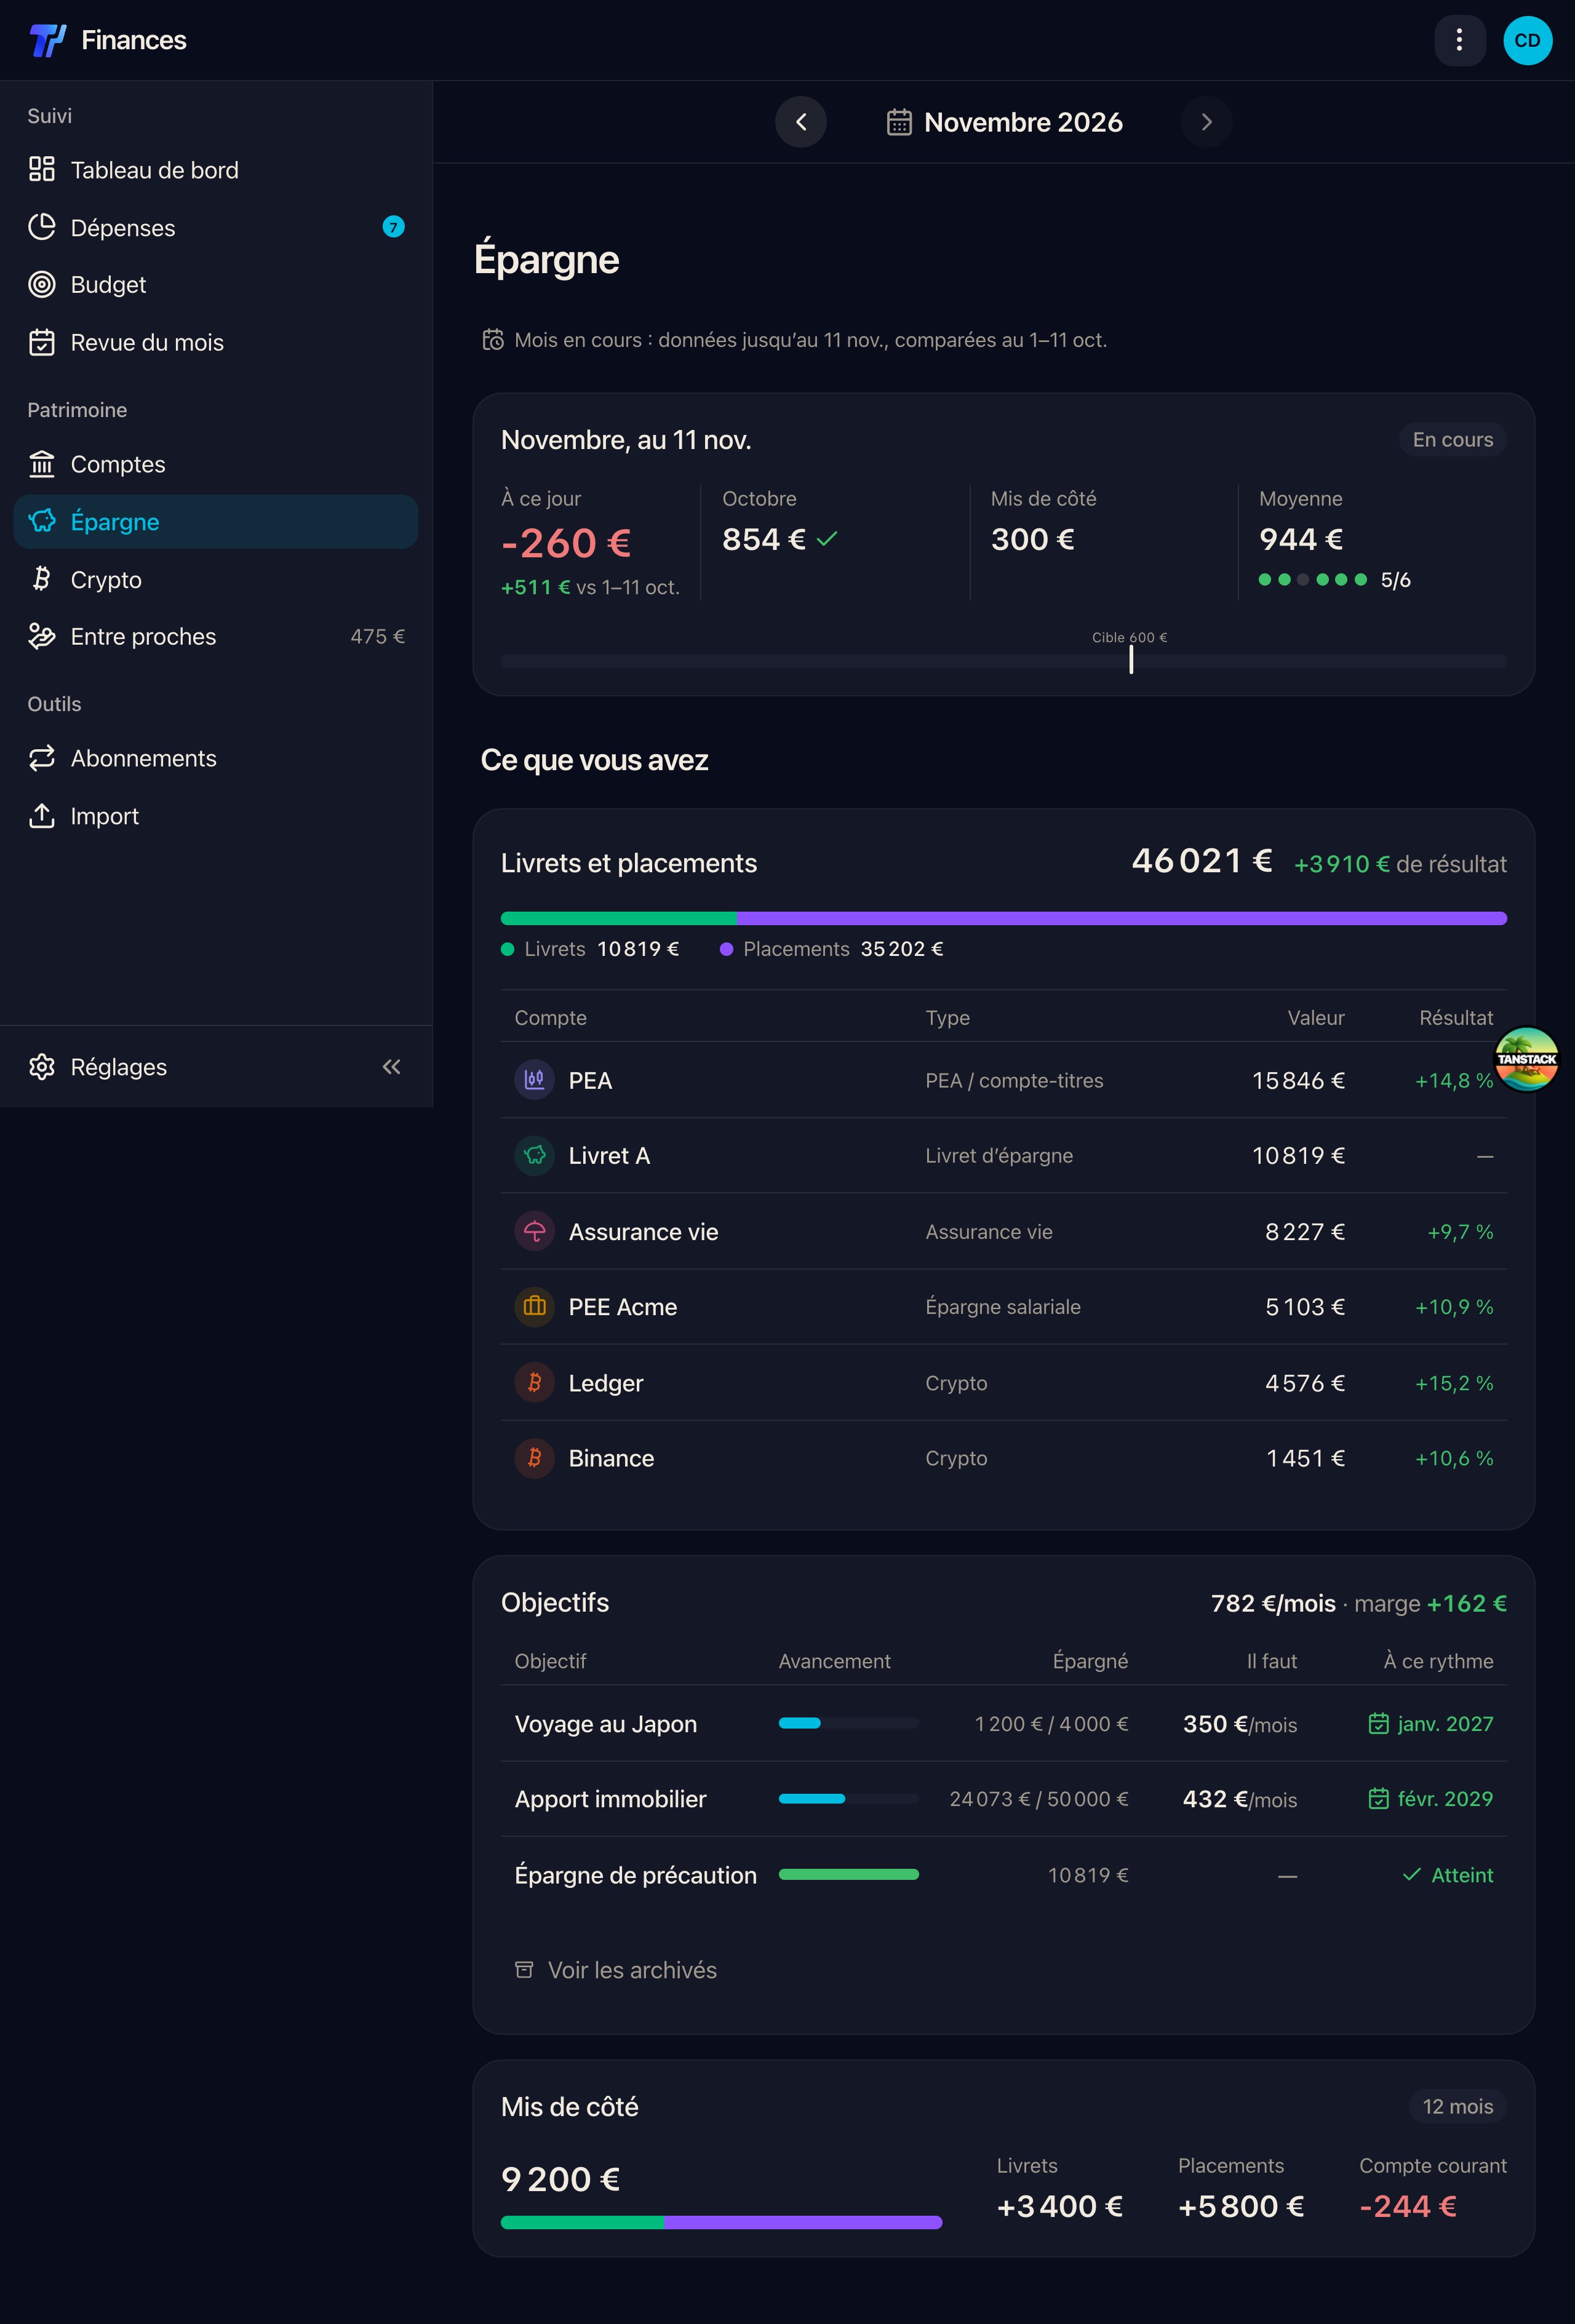 Finances
CD
Suivi
Tableau de bord
Dépenses 7
Budget
Revue du mois
Patrimoine
Comptes
Épargne
Crypto
Entre proches 475 €
Outils
Abonnements
Import
Réglages
Novembre 2026
Épargne
Mois en cours : données jusqu’au 11 nov., comparées au 1–11 oct.
Novembre, au 11 nov. En cours
À ce jour Octobre Mis de côté Moyenne
-260 € 854 € 300 € 944 €
+511 € vs 1–11 oct. 5/6
Cible 600 €
Ce que vous avez
Livrets et placements 46 021 € +3 910 € de résultat
Livrets 10 819 € Placements 35 202 €
Compte Type Valeur Résultat
PEA PEA / compte-titres 15 846 € +14,8 %
TANSTACK
Livret A Livret d’épargne 10 819 € —
Assurance vie Assurance vie 8 227 € +9,7 %
PEE Acme Épargne salariale 5 103 € +10,9 %
Ledger Crypto 4 576 € +15,2 %
Binance Crypto 1 451 € +10,6 %
Objectifs 782 €/mois · marge +162 €
Objectif Avancement Épargné Il faut À ce rythme
Voyage au Japon 1 200 € / 4 000 € 350 €/mois janv. 2027
Apport immobilier 24 073 € / 50 000 € 432 €/mois févr. 2029
Épargne de précaution 10 819 € — Atteint
Voir les archivés
Mis de côté 12 mois
Livrets Placements Compte courant
9 200 € +3 400 € +5 800 € -244 €